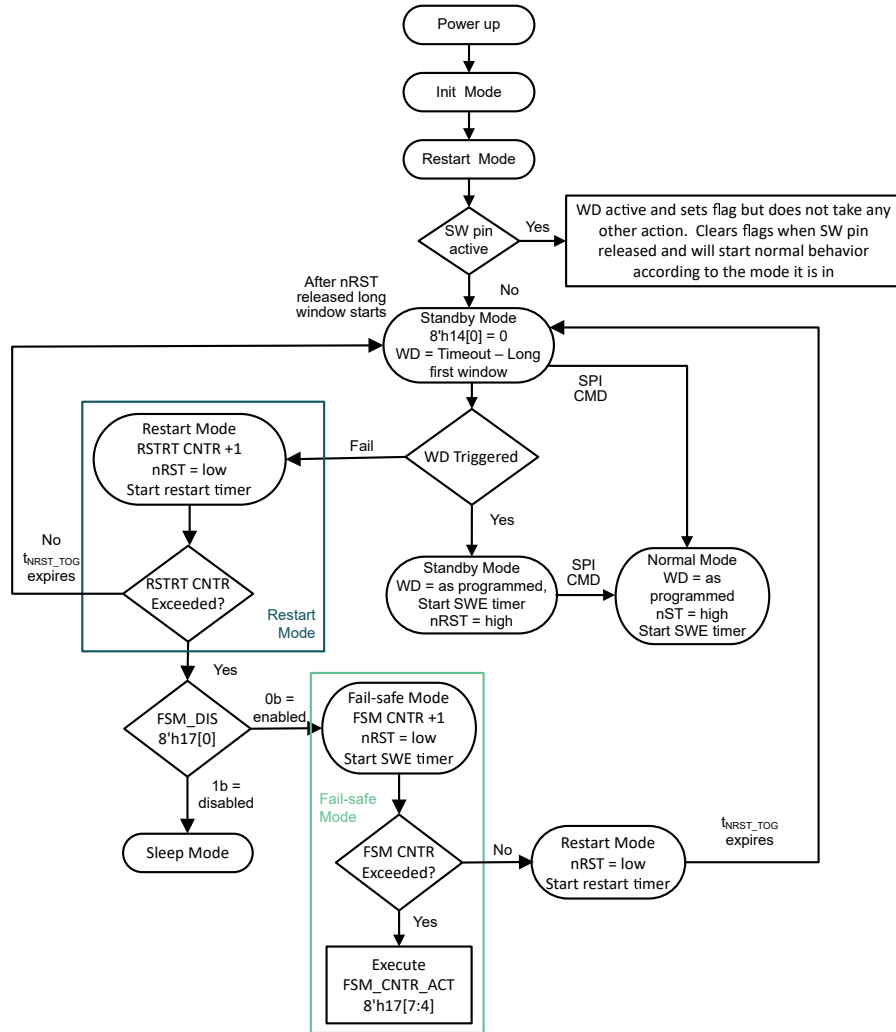 Power up
Init Mode
Restart Mode
SW pin
active
Yes
WD active and sets flag but does not take any
other action. Clears flags when SW pin
released and will start normal behavior
according to the mode it is in
No
After nRST
released long
window starts
Standby Mode
8'h14[0] = 0
WD = Timeout – Long
first window
SPI
CMD
Restart Mode
RSTRT CNTR +1
nRST = low
Start restart timer
Fail
WD Triggered
Yes
No
tNRST_TOG
expires
RSTRT CNTR
Exceeded?
Restart
Mode
Standby Mode
WD = as programmed,
Start SWE timer
nRST = high
SPI
CMD
Normal Mode
WD = as
programmed
nST = high
Start SWE timer
Yes
FSM_DIS
8'h17[0]
0b =
enabled
Fail-safe Mode
FSM CNTR +1
nRST = low
Start SWE timer
1b =
disabled
Sleep Mode
Fail-safe
Mode
FSM CNTR
Exceeded?
No
Restart Mode
nRST = low
Start restart timer
tNRST_TOG
expires
Yes
Execute
FSM_CNTR_ACT
8'h17[7:4]